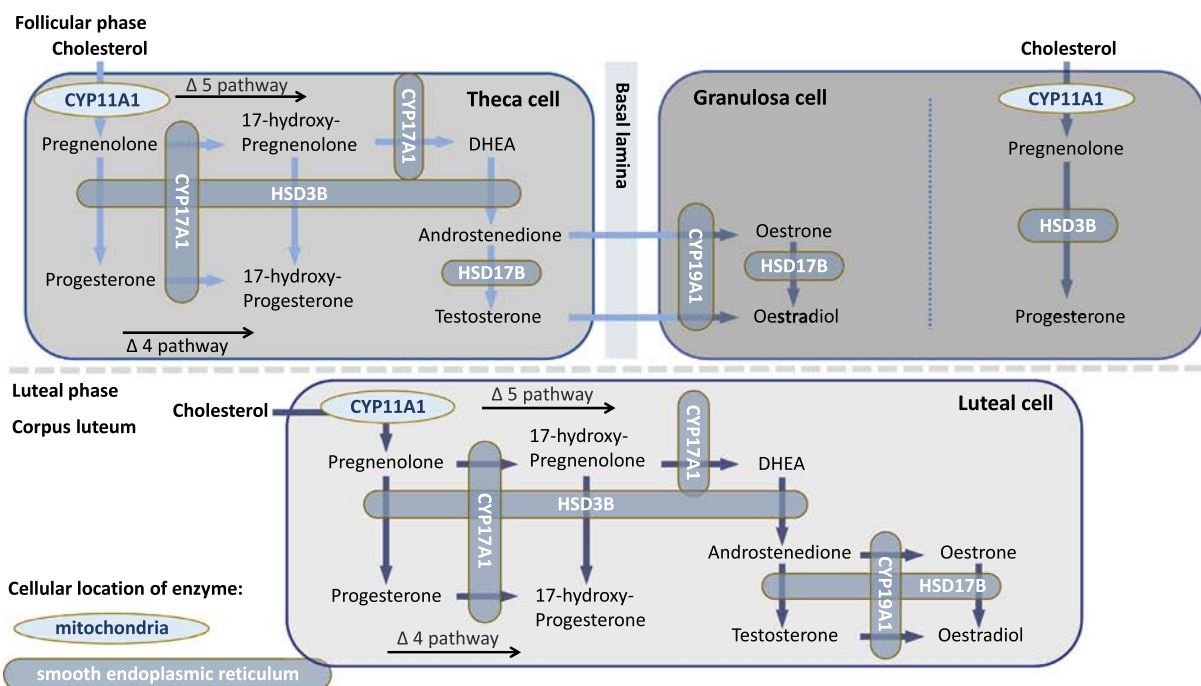 Follicular phase
Cholesterol
CYP11A1
Δ 5 pathway
CYP17A1
Theca cell
17-hydroxy-
Pregnenolone
Pregnenolone
DHEA
CYP17A1
HSD3B
Androstenedione
HSD17B
Progesterone
17-hydroxy-
Progesterone
Testosterone
Δ 4 pathway
Basal lamina
Granulosa cell
CYP19A1
Oestrone
HSD17B
Oestradiol
Cholesterol
CYP11A1
Pregnenolone
HSD3B
Progesterone
Luteal phase
Corpus luteum
Cholesterol
CYP11A1
Δ 5 pathway
CYP17A1
Luteal cell
17-hydroxy-
Pregnenolone
Pregnenolone
DHEA
CYP17A1
HSD3B
Androstenedione
CYP19A1
Oestrone
HSD17B
Progesterone
17-hydroxy-
Progesterone
Testosterone
Oestradiol
Δ 4 pathway
Cellular location of enzyme:
mitochondria
smooth endoplasmic reticulum